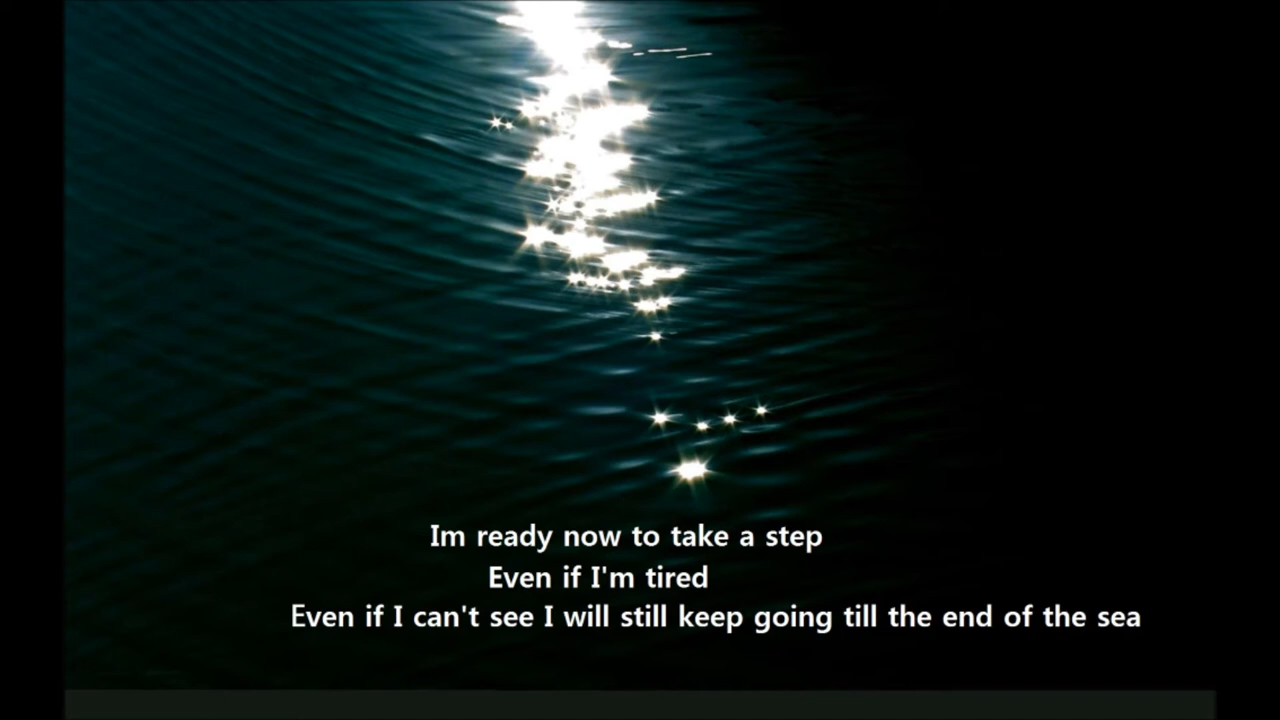 Im ready now to take a step
Even if I'm tired
Even if I can't see I will still keep going till the end of the sea